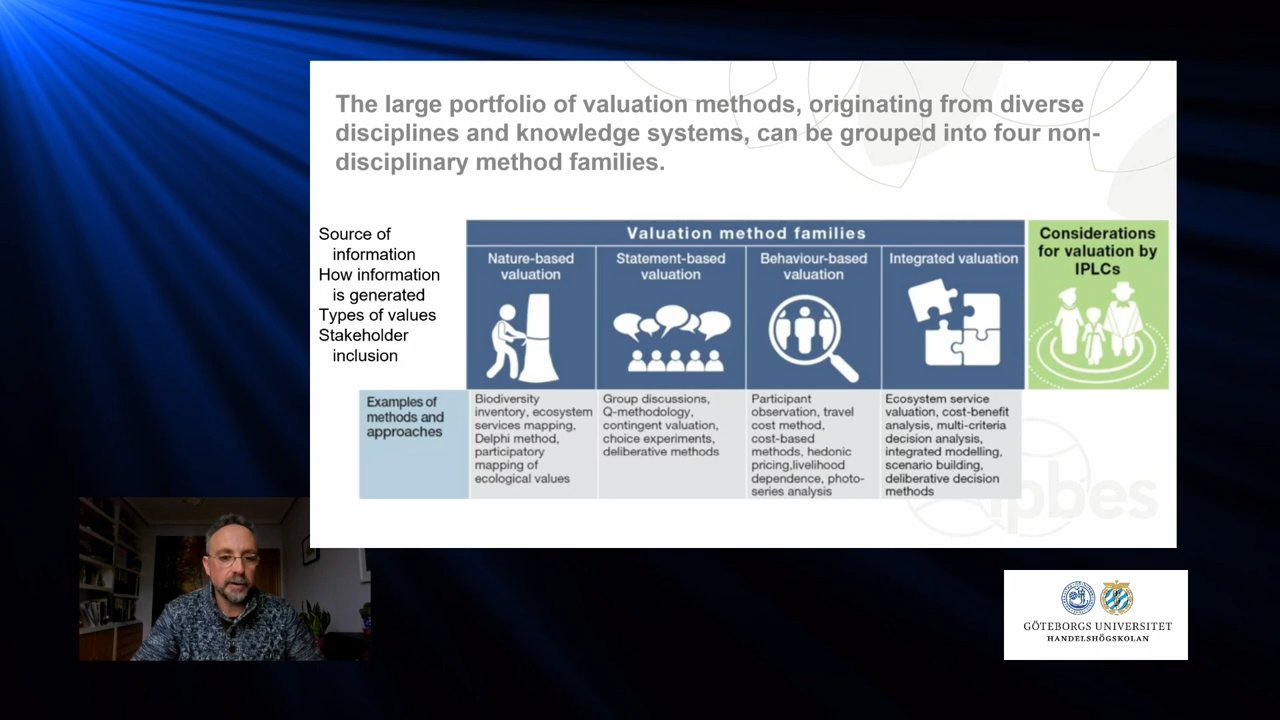 The large portfolio of valuation methods, originating from diverse
disciplines and knowledge systems, can be grouped into four non-
disciplinary method families.
Source of
information
How information
is generated
Types of values
Stakeholder
inclusion
Valuation method families
Nature-based
valuation
Statement-based
valuation
Behaviour-based
valuation
Integrated valuation
Considerations
for valuation by
IPLCs
Examples of
methods and
approaches
Biodiversity
inventory, ecosystem
services mapping,
Delphi method,
participatory
mapping of
ecological values
Group discussions,
Q-methodology,
contingent valuation,
choice experiments,
deliberative methods
Participant
observation, travel
cost method,
cost-based
methods, hedonic
pricing,livelihood
dependence, photo-
series analysis
Ecosystem service
valuation, cost-benefit
analysis, multi-criteria
decision analysis,
integrated modelling,
scenario building,
deliberative decision
methods
ipbes
GÖTEBORGS UNIVERSITET
HANDELSHÖGSKOLAN